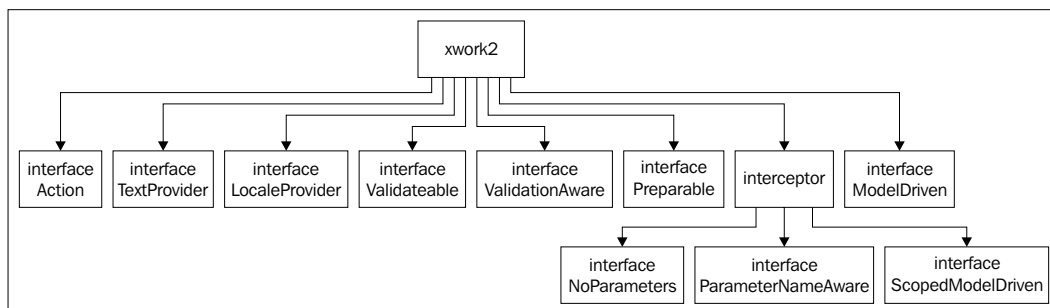 xwork2
interface
Action
interface
TextProvider
interface
LocaleProvider
interface
Validateable
interface
ValidationAware
interface
Preparable
interceptor
interface
ModelDriven
interface
NoParameters
interface
ParameterNameAware
interface
ScopedModelDriven